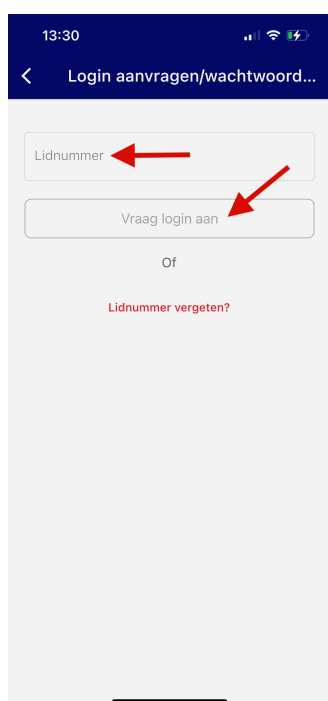 13:30
Login aanvragen/wachtwoord...
Lidnummer
Vraag login aan
Of
Lidnummer vergeten?